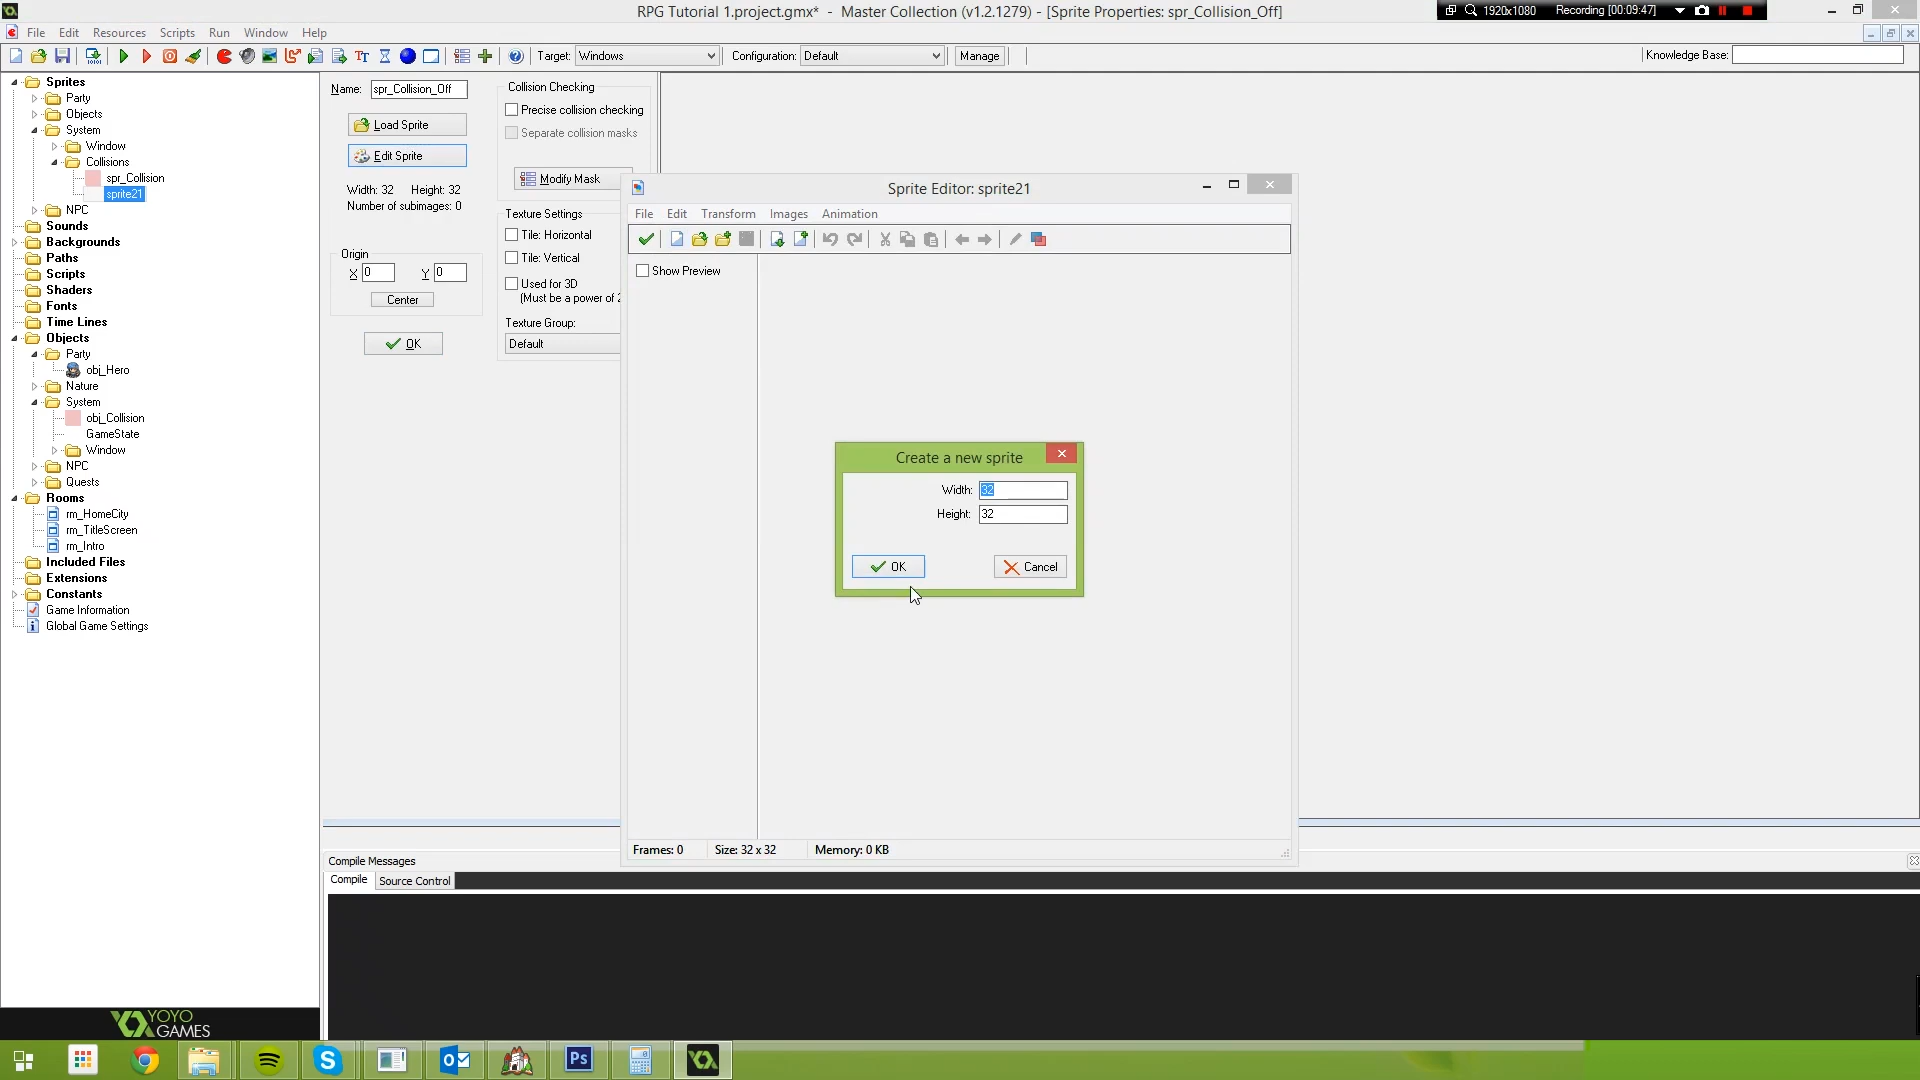 RPG Tutorial 1.project.gmx* - Master Collection (v1.2.1279) - [Sprite Properties: spr_Collision_Off]
1920x1080 Recording [00:09:47]
File Edit Resources Scripts Run Window Help
Target: Windows Configuration: Default Manage
Knowledge Base:
Sprites
Party
Objects
System
Window
Collisions
spr_Collision
sprite21
NPC
Sounds
Backgrounds
Paths
Scripts
Shaders
Fonts
Time Lines
Objects
Party
obj_Hero
Nature
System
obj_Collision
GameState
Window
NPC
Quests
Rooms
rm_HomeCity
rm_TitleScreen
rm_Intro
Included Files
Extensions
Constants
Game Information
Global Game Settings
YOYO
GAMES
Name: spr_Collision_Off
Load Sprite
Edit Sprite
Width: 32 Height: 32
Number of subimages: 0
Origin
X 0 Y 0
Center
OK
Collision Checking
Precise collision checking
Separate collision masks
Modify Mask
Texture Settings
Tile: Horizontal
Tile: Vertical
Used for 3D
(Must be a power of 2
Texture Group:
Default
Sprite Editor: sprite21
File Edit Transform Images Animation
Show Preview
Create a new sprite
Width: 32
Height: 32
OK Cancel
Frames: 0 Size: 32 x 32 Memory: 0 KB
Compile Messages
Compile Source Control
Ps